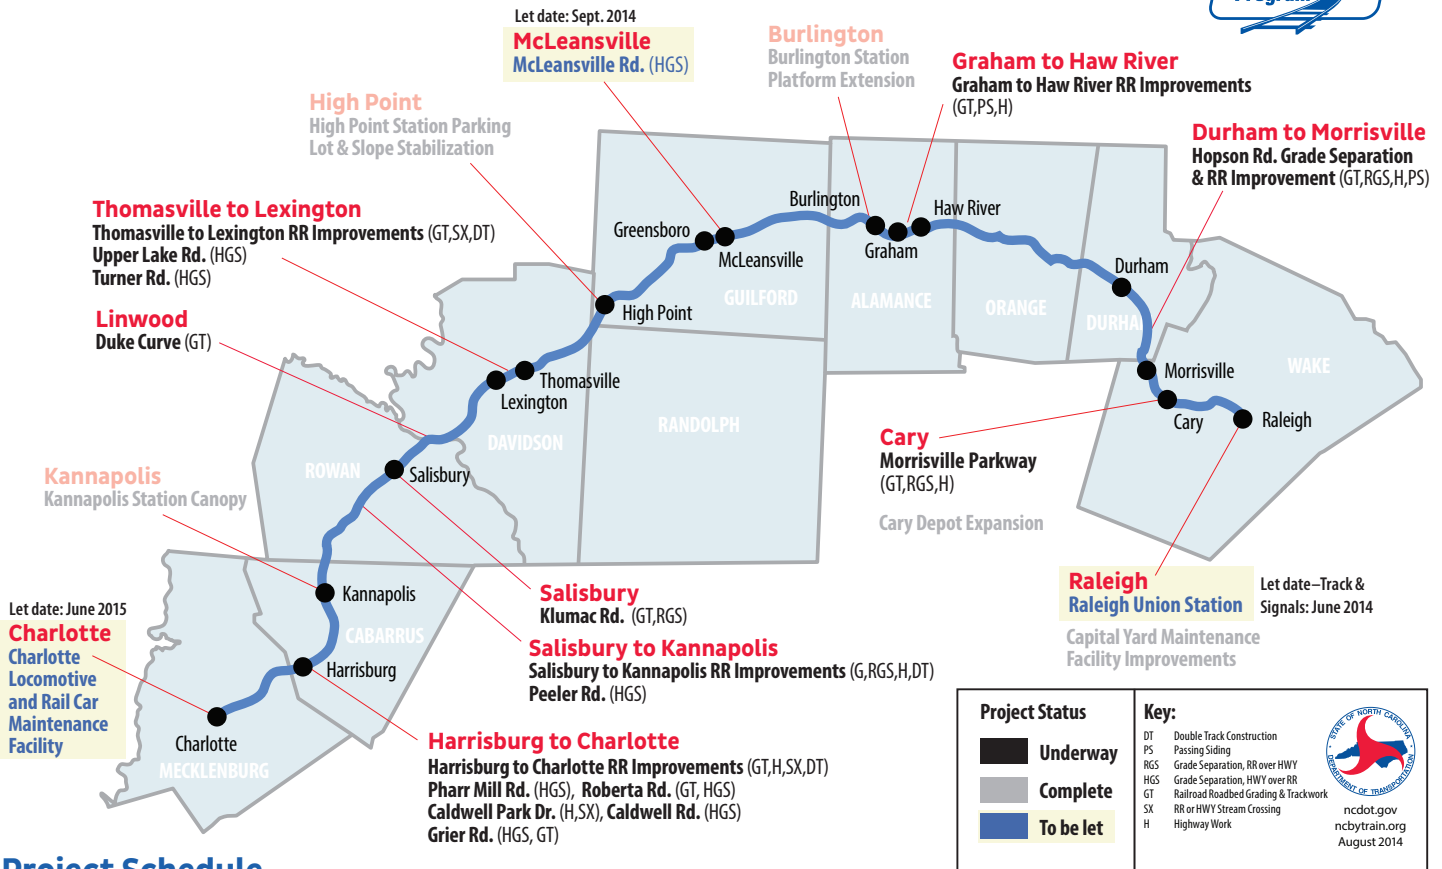 Program
Let date: Sept. 2014
McLeansville
McLeansville Rd. (HGS)
Burlington
Burlington Station
Platform Extension
Graham to Haw River
Graham to Haw River RR Improvements
(GT,PS,H)
High Point
High Point Station Parking
Lot & Slope Stabilization
Durham to Morrisville
Hopson Rd. Grade Separation
& RR Improvement (GT,RGS,H,PS)
Thomasville to Lexington
Thomasville to Lexington RR Improvements (GT,SX,DT)
Upper Lake Rd. (HGS)
Turner Rd. (HGS)
Linwood
Duke Curve (GT)
Kannapolis
Kannapolis Station Canopy
Burlington
Haw River
Greensboro
McLeansville
Graham
Durham
High Point
GUILFORD
ALAMANCE
ORANGE
DURHA
WAKE
Morrisville
Thomasville
Lexington
Cary
Raleigh
DAVIDSON
RANDOLPH
ROWAN
Salisbury
Cary
Morrisville Parkway
(GT,RGS,H)
Cary Depot Expansion
Kannapolis
CABARRUS
Harrisburg
Charlotte
MECKLENBURG
Let date: June 2015
Charlotte
Charlotte
Locomotive
and Rail Car
Maintenance
Facility
Salisbury
Klumac Rd. (GT,RGS)
Salisbury to Kannapolis
Salisbury to Kannapolis RR Improvements (G,RGS,H,DT)
Peeler Rd. (HGS)
Harrisburg to Charlotte
Harrisburg to Charlotte RR Improvements (GT,H,SX,DT)
Pharr Mill Rd. (HGS), Roberta Rd. (GT, HGS)
Caldwell Park Dr. (H,SX), Caldwell Rd. (HGS)
Grier Rd. (HGS, GT)
Raleigh
Raleigh Union Station
Let date–Track &
Signals: June 2014
Capital Yard Maintenance
Facility Improvements
Project Status
Underway
Complete
To be let
Key:
DT Double Track Construction
PS Passing Siding
RGS Grade Separation, RR over HWY
HGS Grade Separation, HWY over RR
GT Railroad Roadbed Grading & Trackwork
SX RR or HWY Stream Crossing
H Highway Work
STATE OF NORTH CAROLINA
DEPARTMENT OF TRANSPORTATION
ncdot.gov
ncbytrain.org
August 2014
Project Schedule